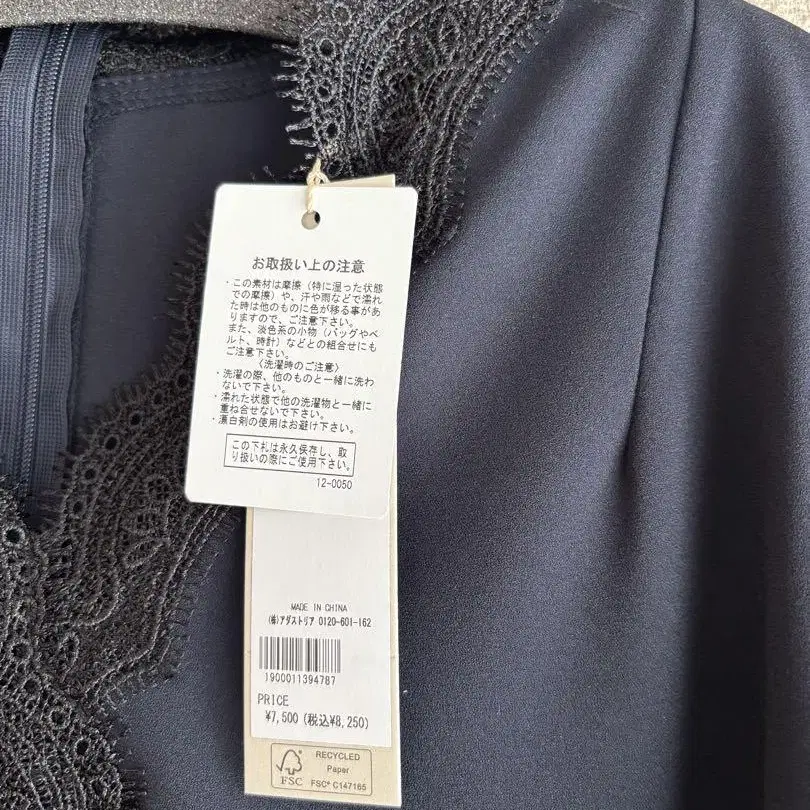 お取扱い上の注意
・この素材は摩擦（特に湿った状態
での摩擦）や、汗や雨などで濡れ
た時は他のものに色が移る事があ
りますので、ご注意下さい。
また、淡色系の小物（バッグやベ
ルト、時計）などとの組合せにも
ご注意下さい。
〈洗濯時のご注意〉
・洗濯の際、他のものと一緒に洗わ
ないで下さい。
・濡れた状態で他の洗濯物と一緒に
重ね合せないで下さい。
・漂白剤の使用はお避け下さい。
この下札は永久保存し、取
り扱いの際にご使用下さい。
12-0050
MADE IN CHINA
(株)アダストリア 0120-601-162
1900011394787
PRICE
¥7,500 (税込¥8,250)
RECYCLED
Paper
FSC
FSC® C147165